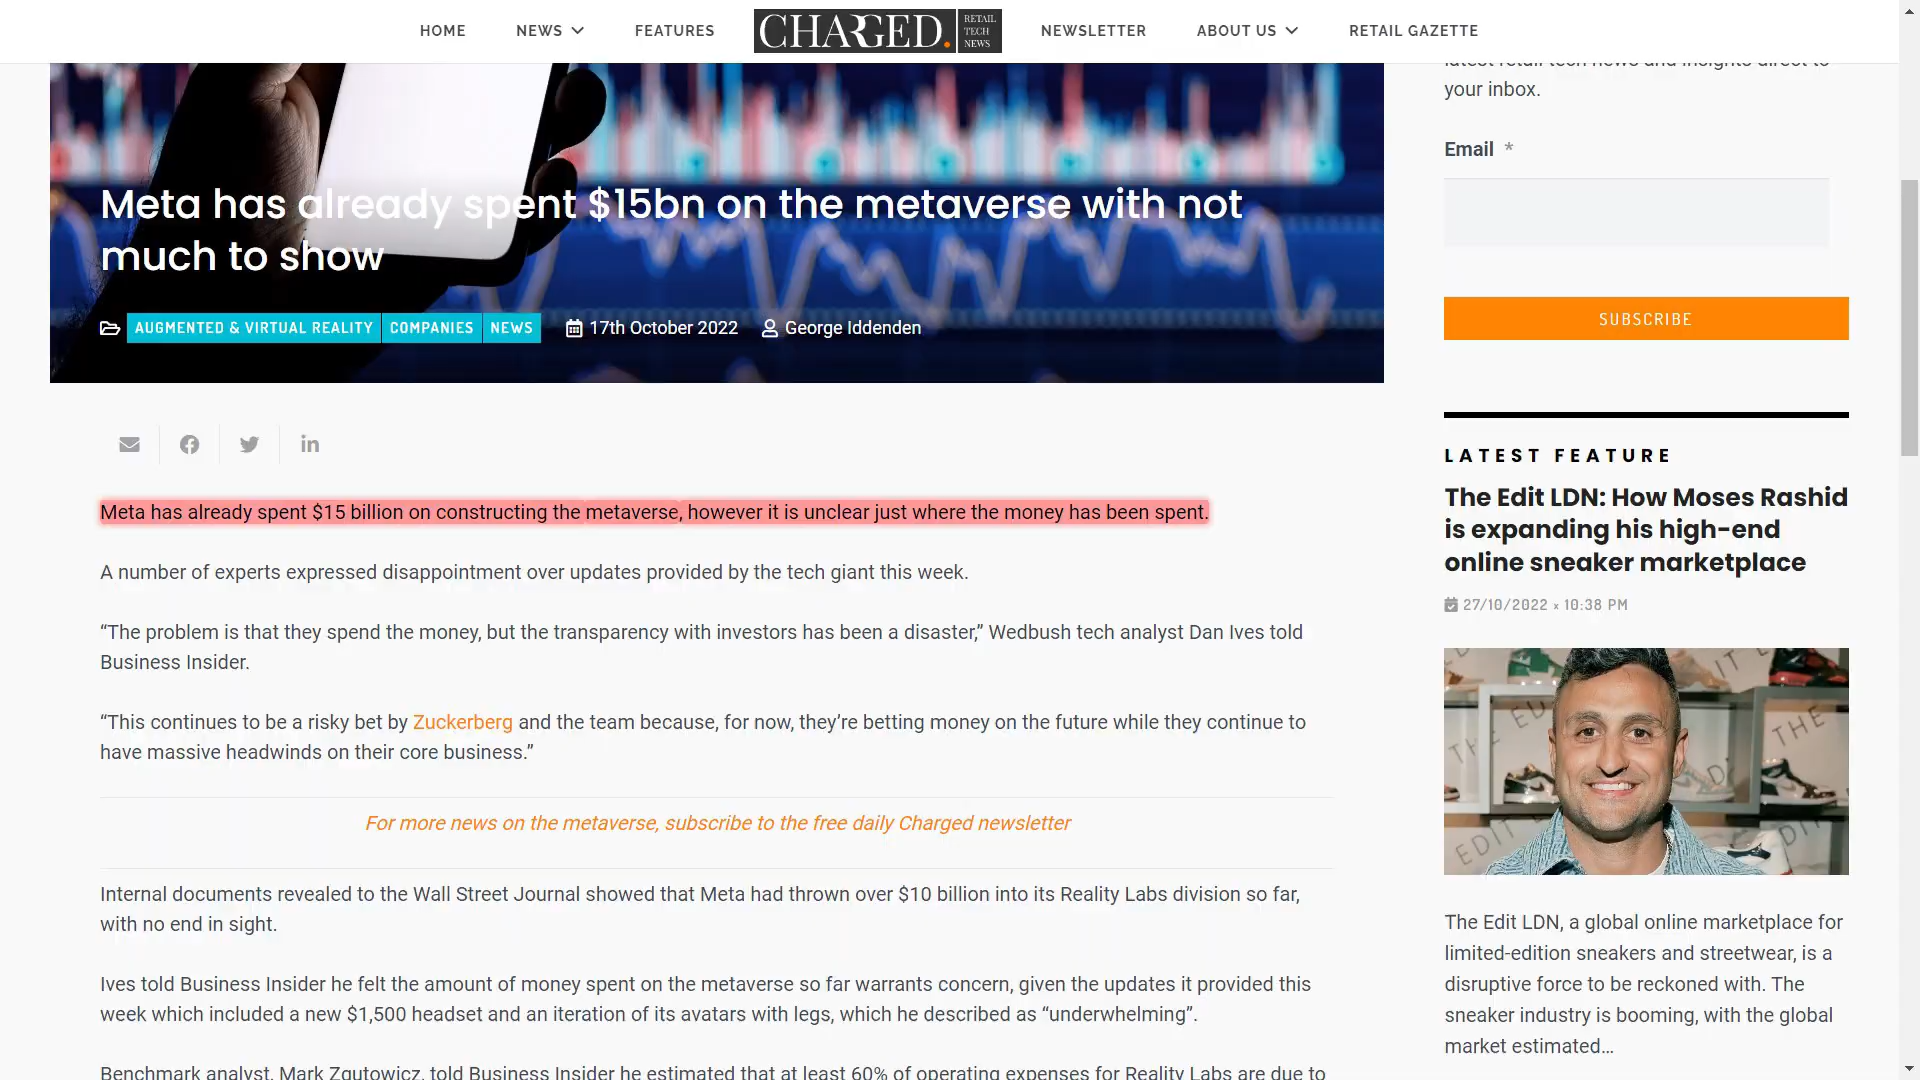 HOME
NEWS
FEATURES
CHARGED.
RETAIL
TECH
NEWS
NEWSLETTER
ABOUT US
RETAIL GAZETTE
Meta has already spent $15bn on the metaverse with not
much to show
AUGMENTED & VIRTUAL REALITY COMPANIES NEWS 17th October 2022 George Iddenden
Meta has already spent $15 billion on constructing the metaverse, however it is unclear just where the money has been spent.
A number of experts expressed disappointment over updates provided by the tech giant this week.
“The problem is that they spend the money, but the transparency with investors has been a disaster,” Wedbush tech analyst Dan Ives told
Business Insider.
“This continues to be a risky bet by Zuckerberg and the team because, for now, they’re betting money on the future while they continue to
have massive headwinds on their core business.”
For more news on the metaverse, subscribe to the free daily Charged newsletter
Internal documents revealed to the Wall Street Journal showed that Meta had thrown over $10 billion into its Reality Labs division so far,
with no end in sight.
Ives told Business Insider he felt the amount of money spent on the metaverse so far warrants concern, given the updates it provided this
week which included a new $1,500 headset and an iteration of its avatars with legs, which he described as “underwhelming”.
Benchmark analyst, Mark Zgutowicz, told Business Insider he estimated that at least 60% of operating expenses for Reality Labs are due to
latest retail tech news and insights direct to
your inbox.
Email *
SUBSCRIBE
LATEST FEATURE
The Edit LDN: How Moses Rashid
is expanding his high-end
online sneaker marketplace
27/10/2022 × 10:38 PM
THE
EDIT
The Edit LDN, a global online marketplace for
limited-edition sneakers and streetwear, is a
disruptive force to be reckoned with. The
sneaker industry is booming, with the global
market estimated...